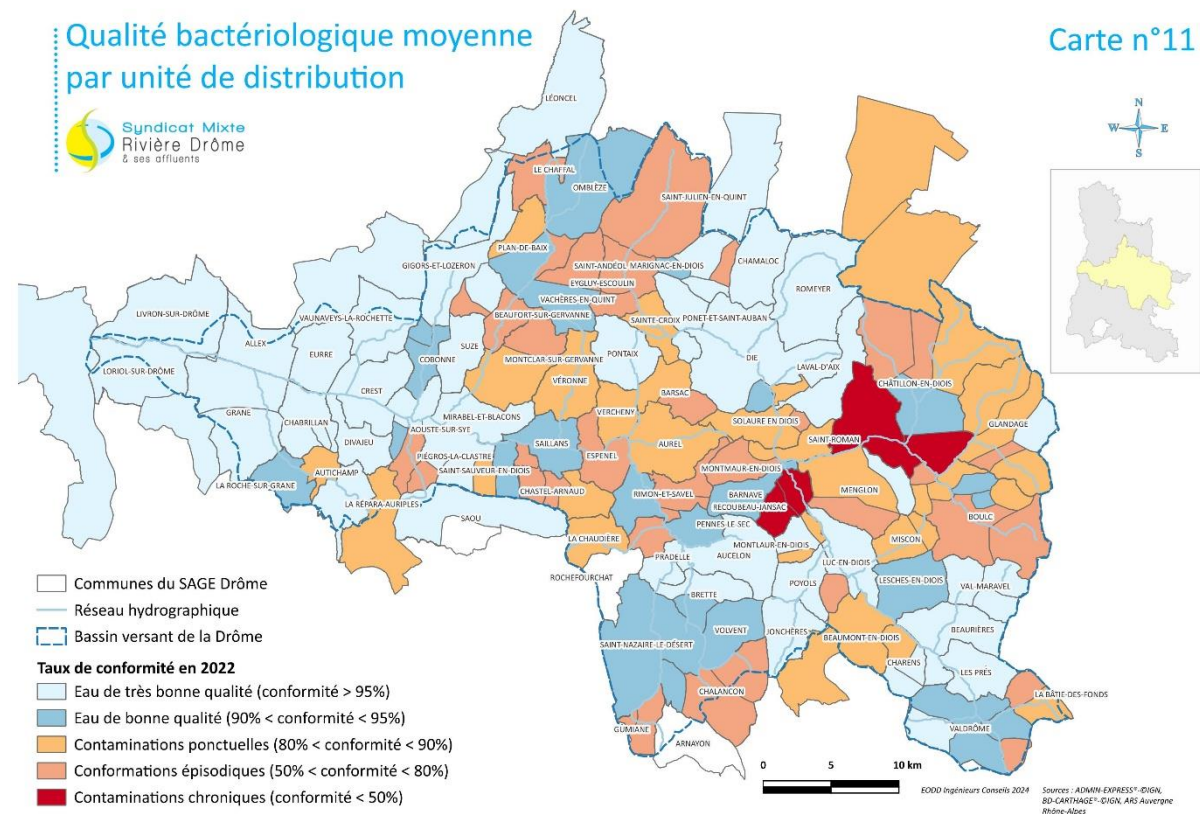 Qualité bactériologique moyenne
par unité de distribution
Carte n°11
Syndicat Mixte
Rivière Drôme
& ses affluents
N
W
E
S
LÉONCEL
LE CHAFFAL
OMBLÈZE
SAINT-JULIEN-EN-QUINT
PLAN-DE-BAIX
GIGORS-ET-LOZERON
SAINT-ANDÉOL
MARIGNAC-EN-DIOIS
CHAMALOC
EYGLUY-ESCOULIN
ROMEYER
VACHÈRES-EN-QUINT
LIVRON-SUR-DRÔME
VAUNAVEYS-LA-ROCHETTE
BEAUFORT-SUR-GERVANNE
SAINTE-CROIX
PONET-ET-SAINT-AUBAN
ALLEX
EURRE
COBONNE
SUZE
MONTCLAR-SUR-GERVANNE
PONTAIX
DIE
LAVAL-D'AIX
LORIOL-SUR-DRÔME
CREST
VÉRONNE
BARSAC
CHÂTILLON-EN-DIOIS
GRANE
CHABRILLAN
MIRABEL-ET-BLACONS
VERCHENY
SOLAURE EN DIOIS
GLANDAGE
DIVAJEU
AOUSTE-SUR-SYE
SAILLANS
AUREL
SAINT-ROMAN
PIÉGROS-LA-CLASTRE
ESPENEL
AUTICHAMP
SAINT-SAUVEUR-EN-DIOIS
MONTMAUR-EN-DIOIS
LA ROCHE-SUR-GRANE
CHASTEL-ARNAUD
RIMON-ET-SAVEL
BARNAVE
MENGLON
LA RÉPARA-AURIPLES
RECOUBEAU-JANSAC
SAOU
PENNES-LE-SEC
BOULC
LA CHAUDIÈRE
MONTLAUR-EN-DIOIS
MISCON
PRADELLE
AUCELON
LUC-EN-DIOIS
ROCHEFOURCHAT
POYOLS
LESCHES-EN-DIOIS
VAL-MARAVEL
BRETTE
VOLVENT
JONCHÈRES
BEAUMONT-EN-DIOIS
BEAURIÈRES
SAINT-NAZAIRE-LE-DÉSERT
CHARENS
LES PRÉS
CHALANCON
LA BÂTIE-DES-FONDS
GUMIANE
VALDRÔME
ARNAYON
Communes du SAGE Drôme
Réseau hydrographique
Bassin versant de la Drôme
Taux de conformité en 2022
Eau de très bonne qualité (conformité > 95%)
Eau de bonne qualité (90% < conformité < 95%)
Contaminations ponctuelles (80% < conformité < 90%)
Conformations épisodiques (50% < conformité < 80%)
Contaminations chroniques (conformité < 50%)
0 5 10 km
EODD Ingénieurs Conseils 2024
Sources : ADMIN-EXPRESS®-©IGN,
BD-CARTHAGE®-©IGN, ARS Auvergne
Rhône-Alpes